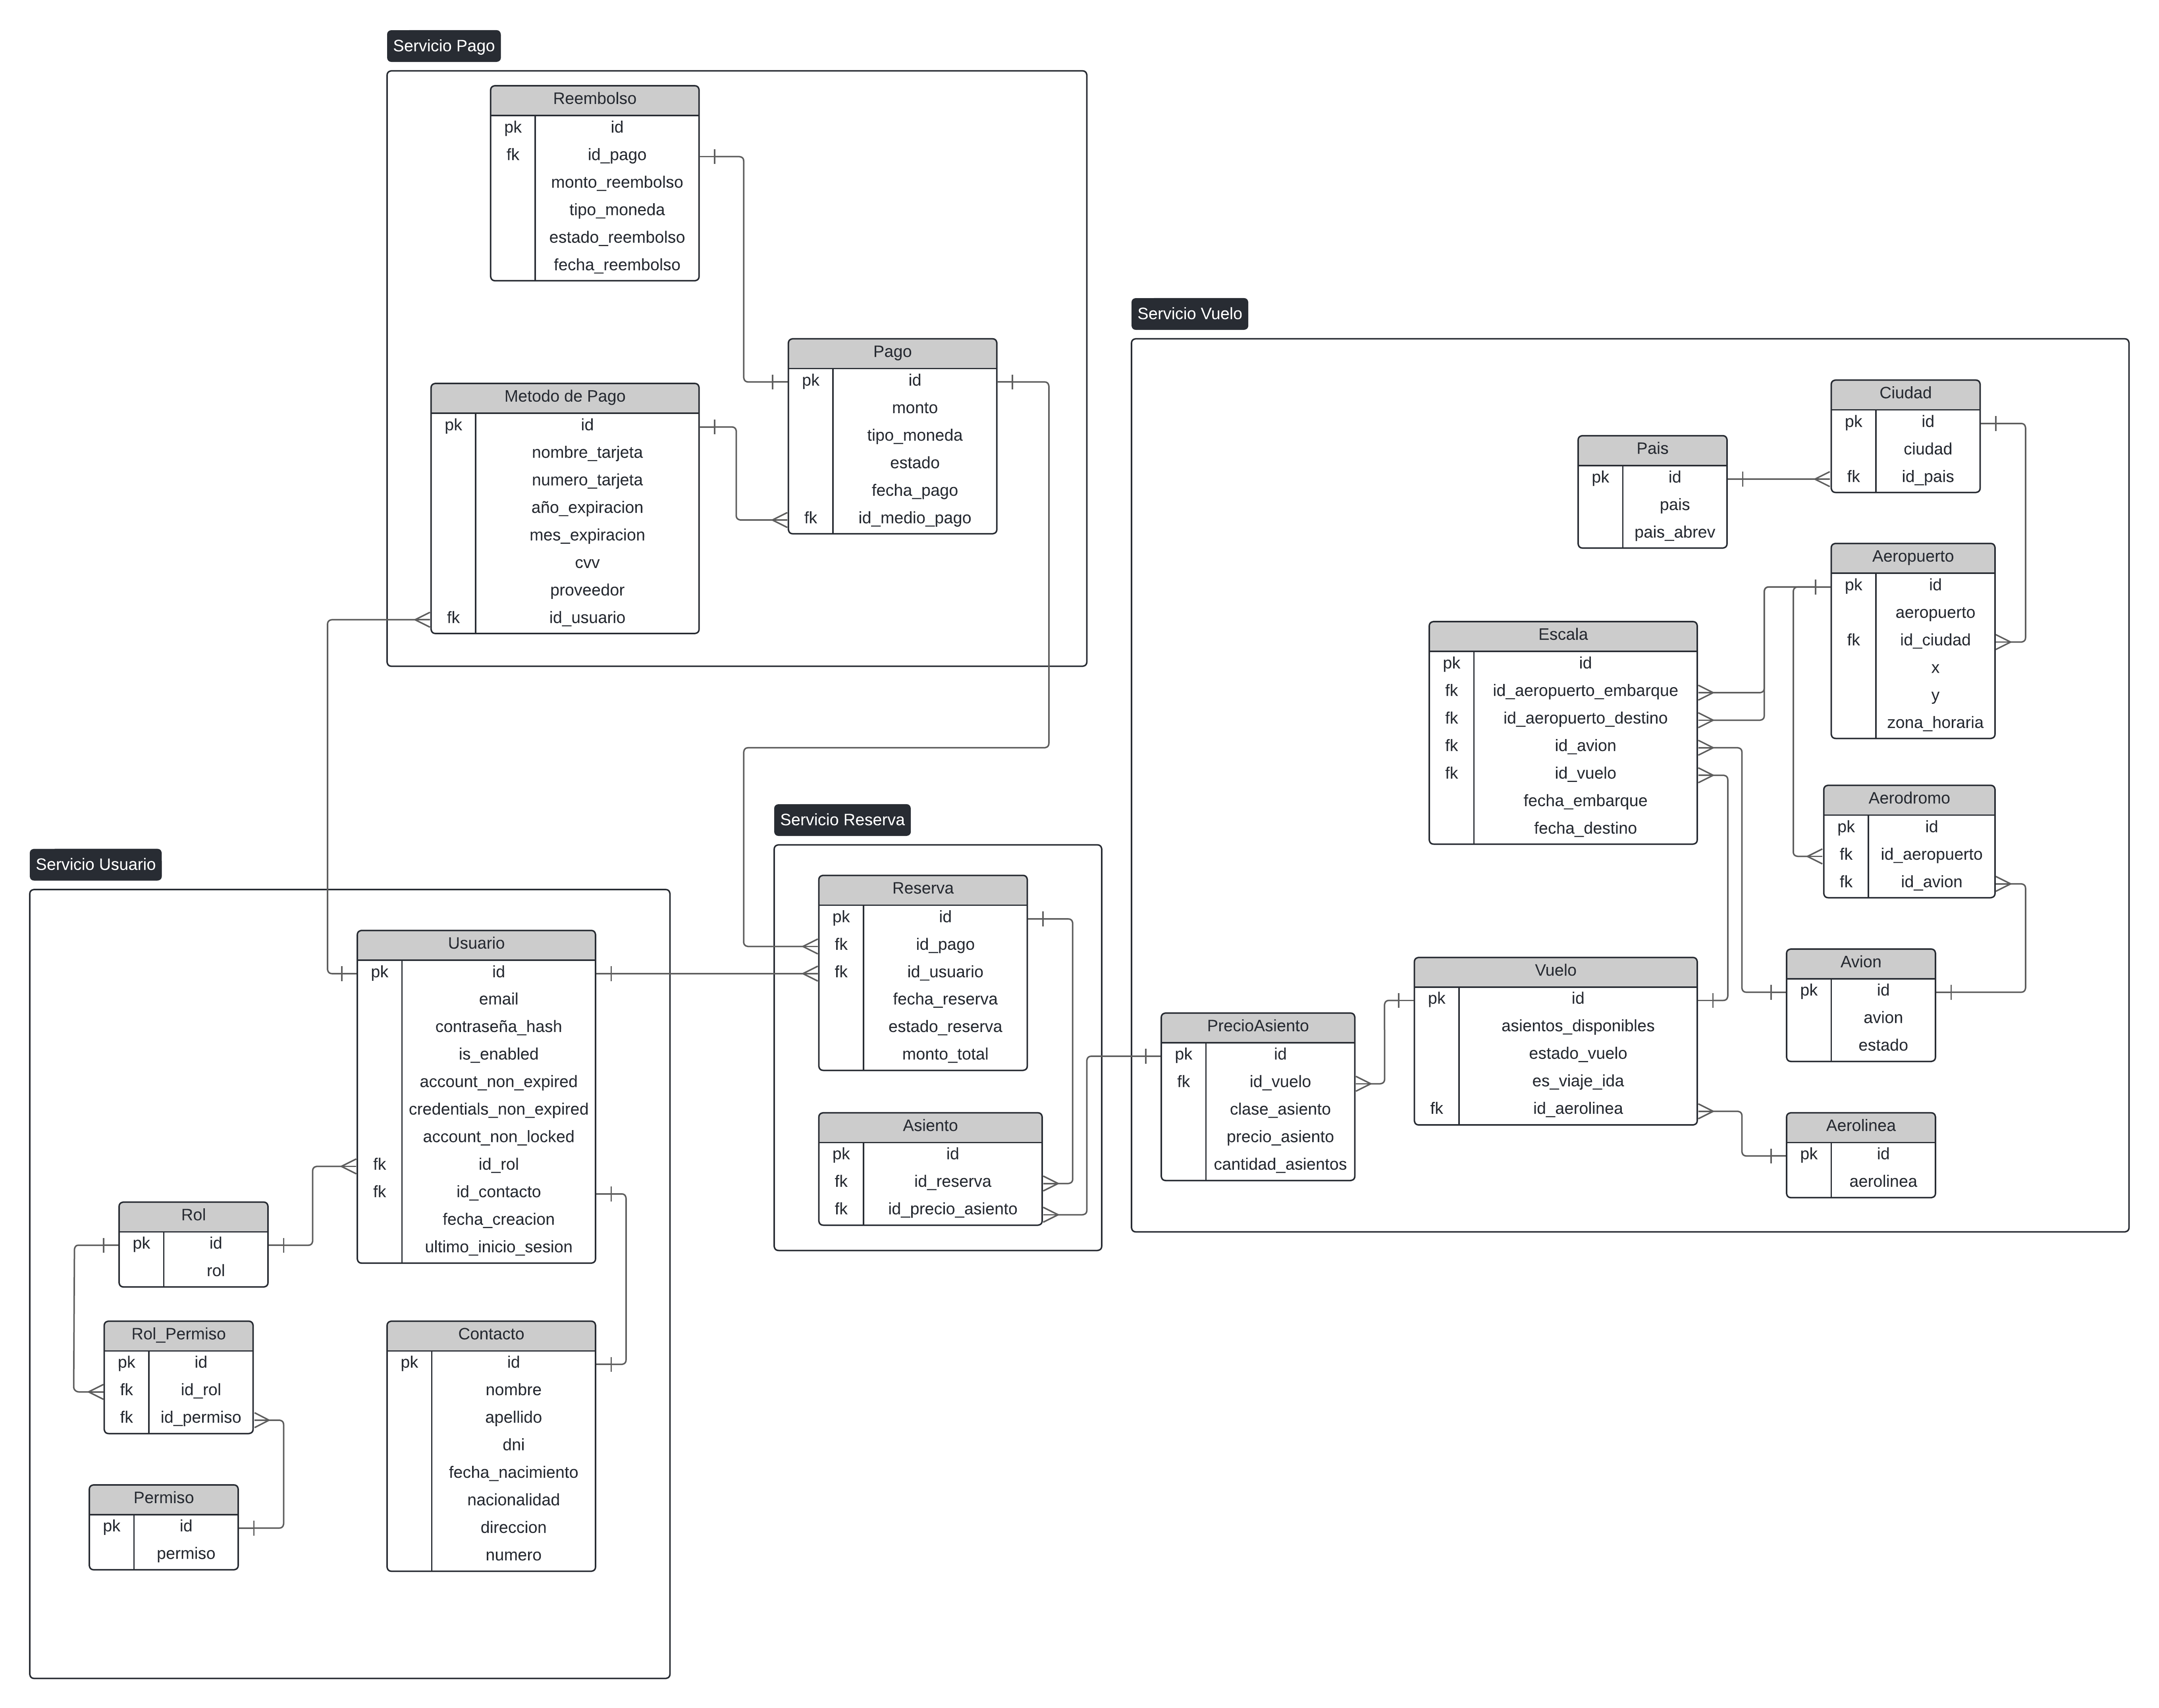 Servicio Pago
Reembolso
pk id
fk id_pago
monto_reembolso
tipo_moneda
estado_reembolso
fecha_reembolso
Pago
pk id
monto
tipo_moneda
estado
fecha_pago
fk id_medio_pago
Metodo de Pago
pk id
nombre_tarjeta
numero_tarjeta
año_expiracion
mes_expiracion
cvv
proveedor
fk id_usuario
Servicio Vuelo
Ciudad
pk id
ciudad
fk id_pais
Pais
pk id
pais
pais_abrev
Aeropuerto
pk id
aeropuerto
fk id_ciudad
x
y
zona_horaria
Escala
pk id
fk id_aeropuerto_embarque
fk id_aeropuerto_destino
fk id_avion
fk id_vuelo
fecha_embarque
fecha_destino
Aerodromo
pk id
fk id_aeropuerto
fk id_avion
Avion
pk id
avion
estado
Vuelo
pk id
asientos_disponibles
estado_vuelo
es_viaje_ida
fk id_aerolinea
PrecioAsiento
pk id
fk id_vuelo
clase_asiento
precio_asiento
cantidad_asientos
Aerolinea
pk id
aerolinea
Servicio Reserva
Reserva
pk id
fk id_pago
fk id_usuario
fecha_reserva
estado_reserva
monto_total
Asiento
pk id
fk id_reserva
fk id_precio_asiento
Servicio Usuario
Usuario
pk id
email
contraseña_hash
is_enabled
account_non_expired
credentials_non_expired
account_non_locked
fk id_rol
fk id_contacto
fecha_creacion
ultimo_inicio_sesion
Rol
pk id
rol
Rol_Permiso
pk id
fk id_rol
fk id_permiso
Permiso
pk id
permiso
Contacto
pk id
nombre
apellido
dni
fecha_nacimiento
nacionalidad
direccion
numero